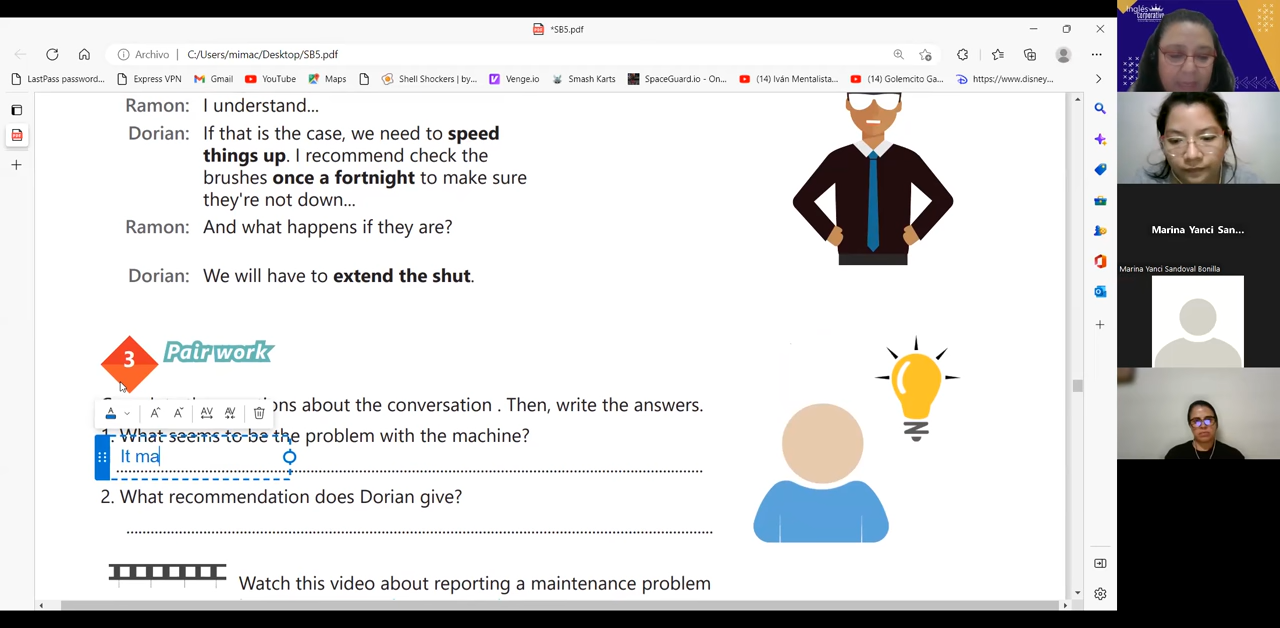 *SB5.pdf
Archivo
C:/Users/mimac/Desktop/SB5.pdf
LastPass password...
Express VPN
Gmail
YouTube
Maps
Shell Shockers | by...
Venge.io
Smash Karts
SpaceGuard.io - On...
(14) Iván Mentalista...
(14) Golemcito Ga...
https://www.disney...
Ramon: I understand...
Dorian: If that is the case, we need to speed
things up. I recommend check the
brushes once a fortnight to make sure
they're not down...
Ramon: And what happens if they are?
Dorian: We will have to extend the shut.
3 Pair work
about the conversation . Then, write the answers.
1. What seems to be the problem with the machine?
It ma
2. What recommendation does Dorian give?
Watch this video about reporting a maintenance problem
Inglés
Corporativo
Marina Yanci San...
Marina Yanci Sandoval Bonilla